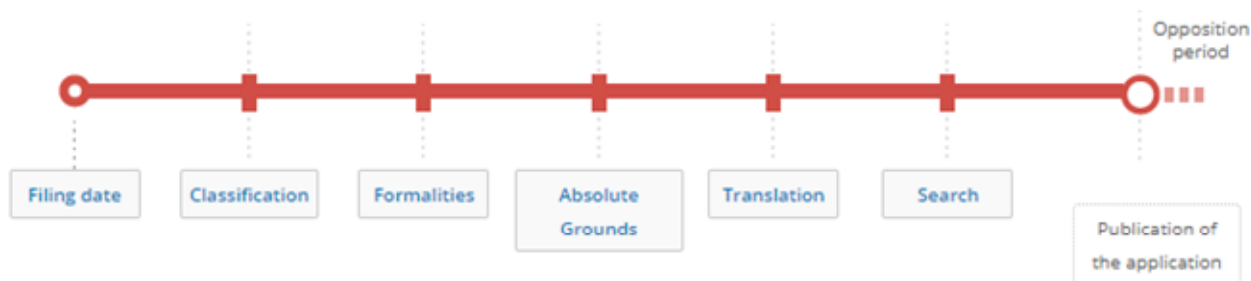 Opposition
period
Filing date
Classification
Formalities
Absolute
Grounds
Translation
Search
Publication of
the application